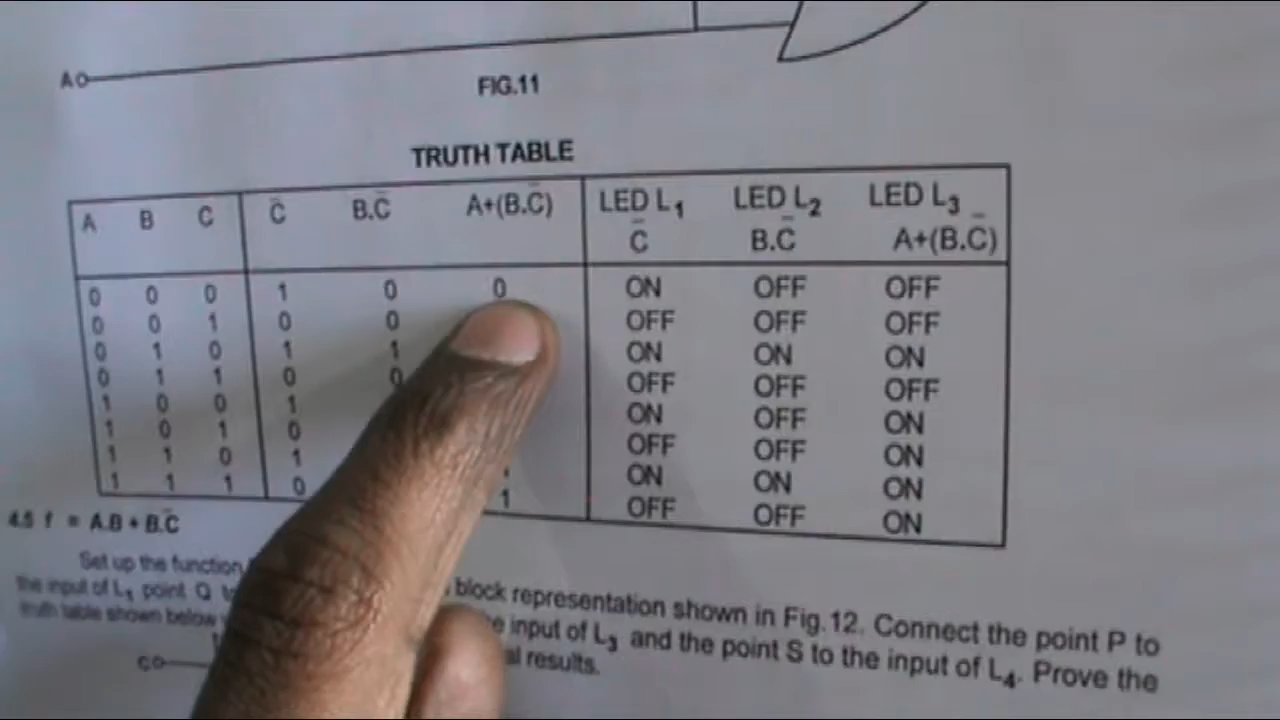 A
FIG.11
TRUTH TABLE
A B C C̄ B.C̄ A+(B.C̄) LED L₁ LED L₂ LED L₃
C̄ B.C̄ A+(B.C̄)
0 0 0 1 0 0 ON OFF OFF
0 0 1 0 0 OFF OFF OFF
0 1 0 1 1 ON ON ON
0 1 1 0 0 OFF OFF OFF
1 0 0 1 ON OFF ON
1 0 1 0 OFF OFF ON
1 1 0 1 ON ON ON
1 1 1 0 1 OFF OFF ON
4.5 f = A.B + B.C̄
Set up the function block representation shown in Fig.12. Connect the point P to
the input of L₁ point Q input of L₃ and the point S to the input of L₄. Prove the
truth table shown below results.
C